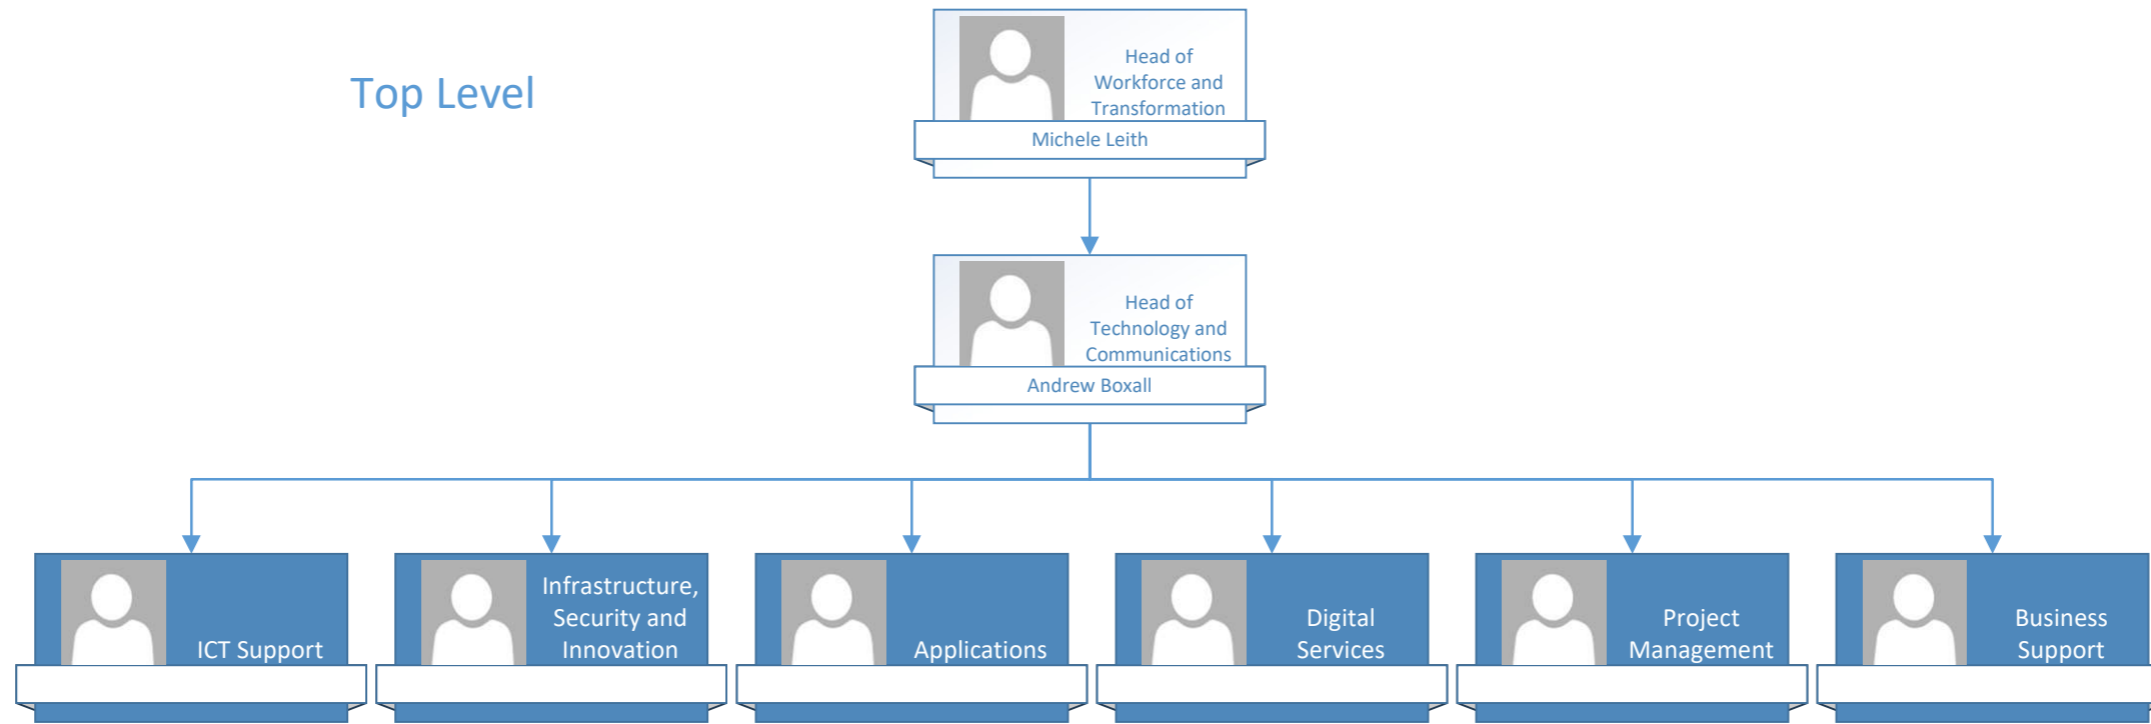 Top Level
Head of
Workforce and
Transformation
Michele Leith
Head of
Technology and
Communications
Andrew Boxall
ICT Support
Infrastructure,
Security and
Innovation
Applications
Digital
Services
Project
Management
Business
Support